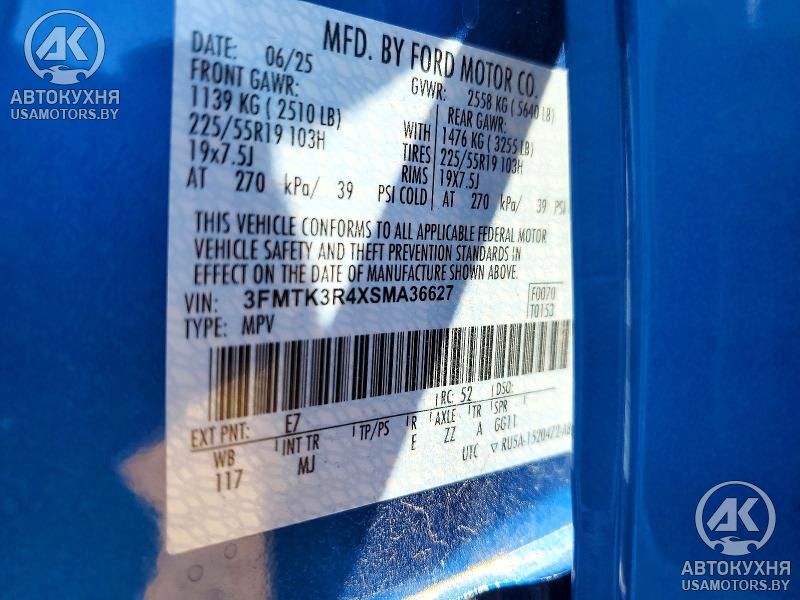 AK
АВТОКУХНЯ
USAMOTORS.BY
MFD. BY FORD MOTOR CO.
DATE: 06/25
GVWR: 2558 KG (5640 LB)
FRONT GAWR:
REAR GAWR:
1139 KG (2510 LB)
WITH 1476 KG (3255 LB)
225/55R19 103H
TIRES 225/55R19 103H
19x7.5J
RIMS 19X7.5J
AT 270 kPa/ 39 PSI COLD
AT 270 kPa/ 39 PSI
THIS VEHICLE CONFORMS TO ALL APPLICABLE FEDERAL MOTOR
VEHICLE SAFETY AND THEFT PREVENTION STANDARDS IN
EFFECT ON THE DATE OF MANUFACTURE SHOWN ABOVE.
VIN: 3FMTK3R4XSMA36627
F0070
TYPE: MPV
T0153
RC: 52 DSO:
EXT PNT: E7
WB INT TR TP/PS R AXLE TR SPR
117 MJ E ZZ A GG11
UTC
AK
АВТОКУХНЯ
USAMOTORS.BY